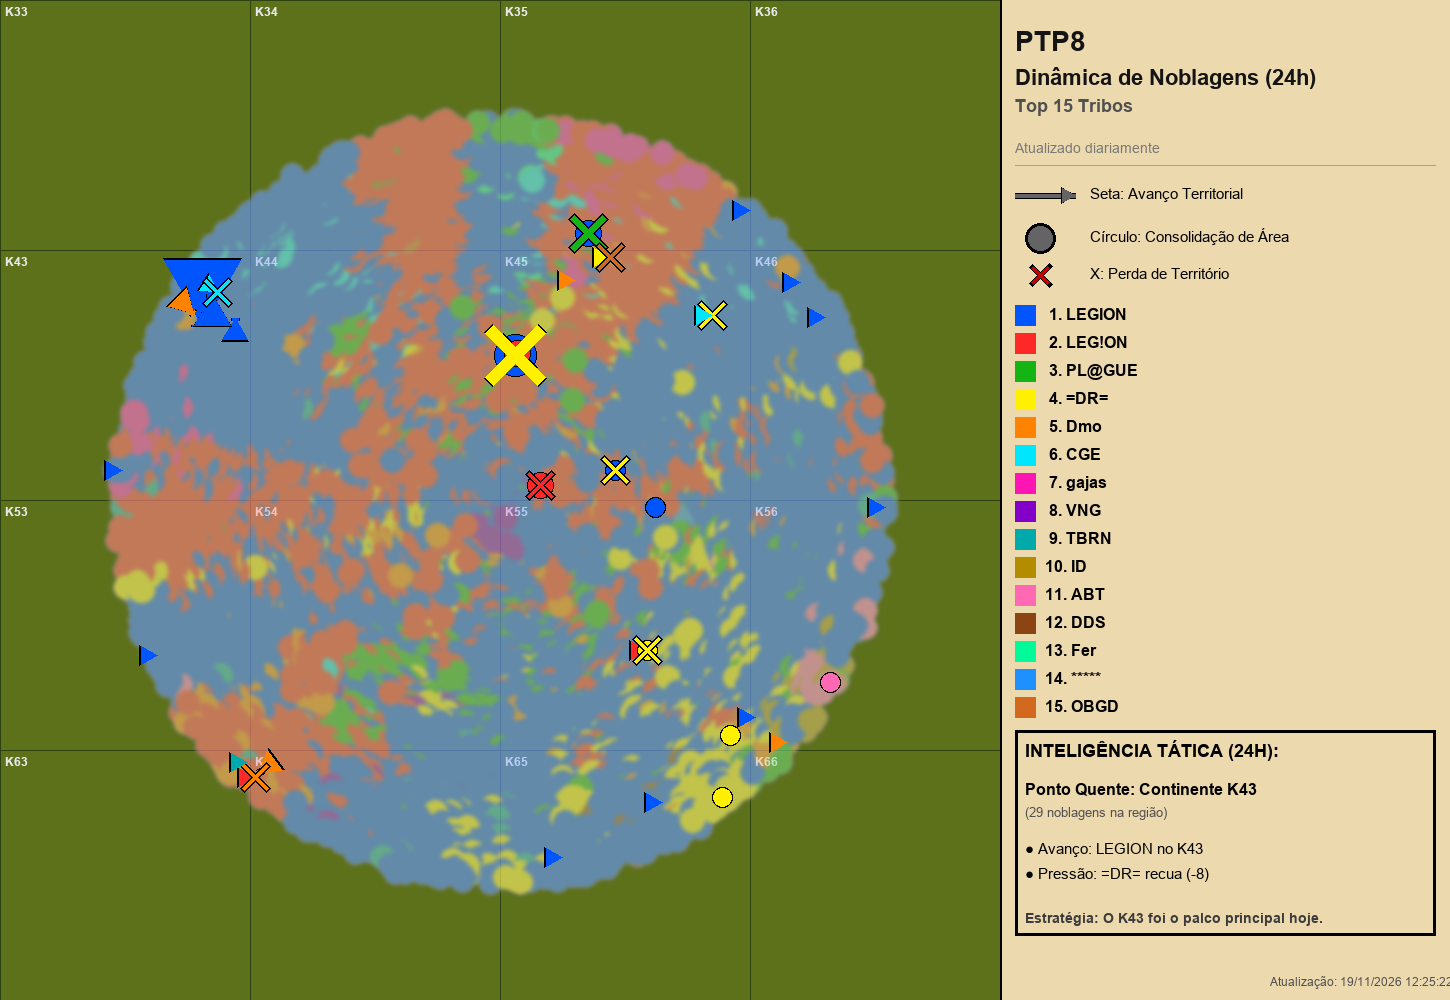 K33
K34
K35
K36
K43
K44
K45
K46
K53
K54
K55
K56
K63
K65
K66
PTP8
Dinâmica de Noblagens (24h)
Top 15 Tribos
Atualizado diariamente
Seta: Avanço Territorial
Círculo: Consolidação de Área
X: Perda de Território
1. LEGION
2. LEG!ON
3. PL@GUE
4. =DR=
5. Dmo
6. CGE
7. gajas
8. VNG
9. TBRN
10. ID
11. ABT
12. DDS
13. Fer
14. *****
15. OBGD
INTELIGÊNCIA TÁTICA (24H):
Ponto Quente: Continente K43
(29 noblagens na região)
● Avanço: LEGION no K43
● Pressão: =DR= recua (-8)
Estratégia: O K43 foi o palco principal hoje.
Atualização: 19/11/2026 12:25:22